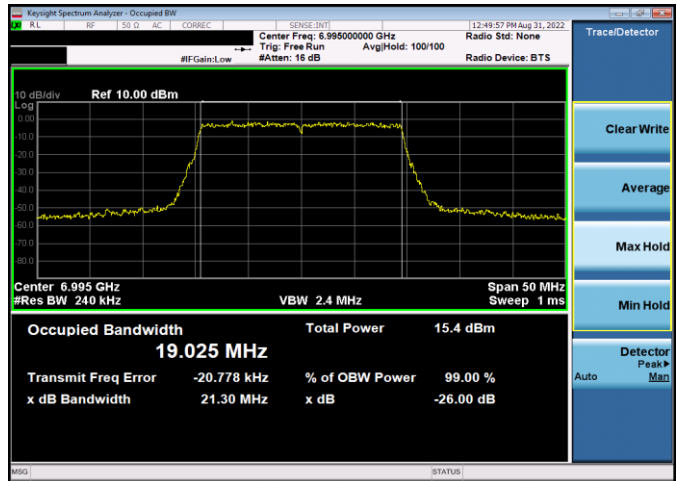 Keysight Spectrum Analyzer - Occupied BW
LXI RL RF 50 Ω AC CORREC SENSE:INT 12:49:57 PM Aug 31, 2022
Center Freq: 6.995000000 GHz Radio Std: None
Trig: Free Run Avg|Hold: 100/100
#IFGain:Low #Atten: 16 dB Radio Device: BTS
Trace/Detector
10 dB/div Ref 10.00 dBm
Log
0.00
-10.0
-20.0
-30.0
-40.0
-50.0
-60.0
-70.0
-80.0
Center 6.995 GHz Span 50 MHz
#Res BW 240 kHz VBW 2.4 MHz Sweep 1 ms
Occupied Bandwidth Total Power 15.4 dBm
19.025 MHz
Transmit Freq Error -20.778 kHz % of OBW Power 99.00 %
x dB Bandwidth 21.30 MHz x dB -26.00 dB
Clear Write
Average
Max Hold
Min Hold
Detector
Peak▶
Auto Man
MSG STATUS